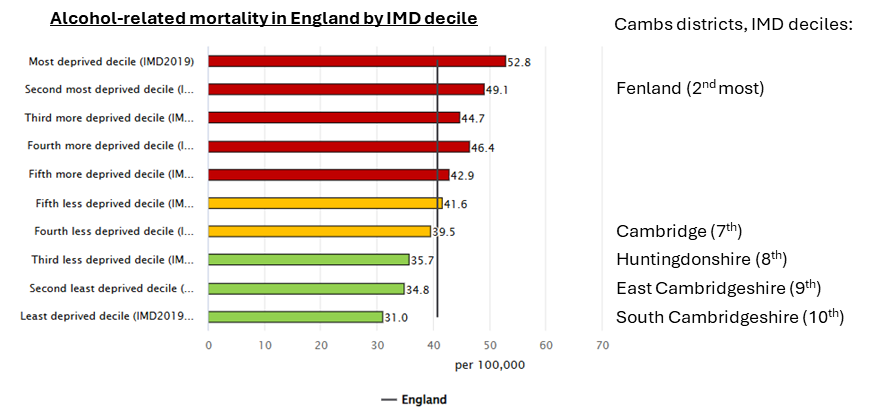 Alcohol-related mortality in England by IMD decile
Cambs districts, IMD deciles:
Most deprived decile (IMD2019) 52.8
Second most deprived decile (I... 49.1 Fenland (2nd most)
Third more deprived decile (IM... 44.7
Fourth more deprived decile (I... 46.4
Fifth more deprived decile (IM... 42.9
Fifth less deprived decile (IM... 41.6
Fourth less deprived decile (I... 39.5 Cambridge (7th)
Third less deprived decile (IM... 35.7 Huntingdonshire (8th)
Second least deprived decile (... 34.8 East Cambridgeshire (9th)
Least deprived decile (IMD2019... 31.0 South Cambridgeshire (10th)
0 10 20 30 40 50 60 70
per 100,000
England